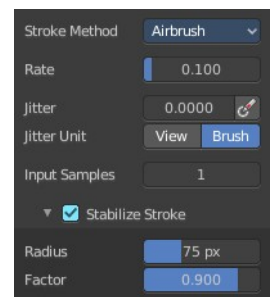 Stroke Method Airbrush
Rate 0.100
Jitter 0.0000
Jitter Unit View Brush
Input Samples 1
Stabilize Stroke
Radius 75 px
Factor 0.900